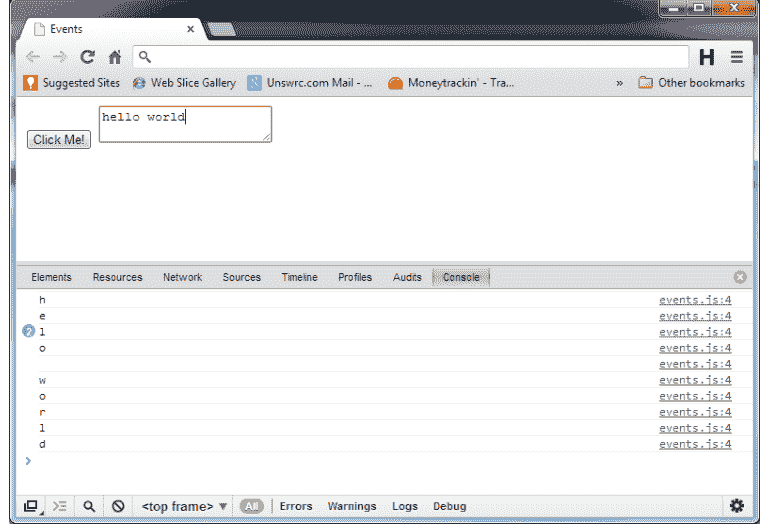 Events
Suggested Sites Web Slice Gallery Unswrc.com Mail - ... Moneytrackin' - Tra... » Other bookmarks
Click Me! hello world
Elements Resources Network Sources Timeline Profiles Audits Console
h events.js:4
e events.js:4
2 l events.js:4
o events.js:4
events.js:4
w events.js:4
o events.js:4
r events.js:4
l events.js:4
d events.js:4
>
<top frame> ▼ All Errors Warnings Logs Debug